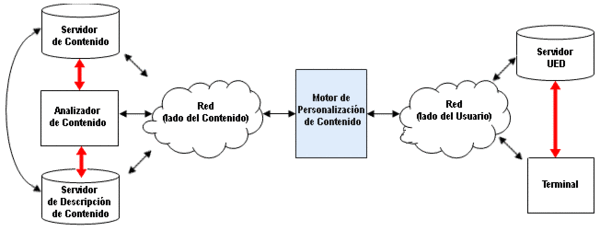 Servidor
de Contenido
Analizador
de Contenido
Servidor
de Descripción
de Contenido
Red
(lado del Contenido)
Motor de
Personalización
de Contenido
Red
(lado del Usuario)
Servidor
UED
Terminal